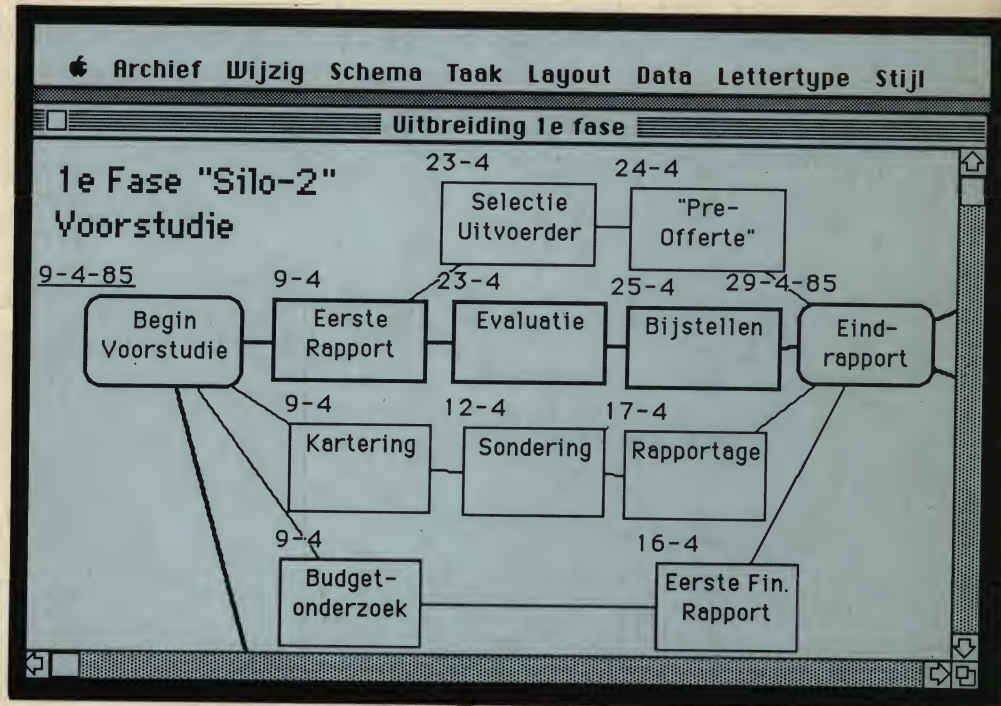 Archief Wijzig Schema Taak Layout Data Lettertype Stijl
Uitbreiding 1e fase
1e Fase "Silo-2"
Voorstudie
23-4
Selectie
Uitvoerder
24-4
"Pre-
Offerte"
9-4-85
Begin
Voorstudie
9-4
Eerste
Rapport
23-4
Evaluatie
25-4
Bijstellen
29-4-85
Eind-
rapport
9-4
Kartering
12-4
Sondering
17-4
Rapportage
9-4
Budget-
onderzoek
16-4
Eerste Fin.
Rapport